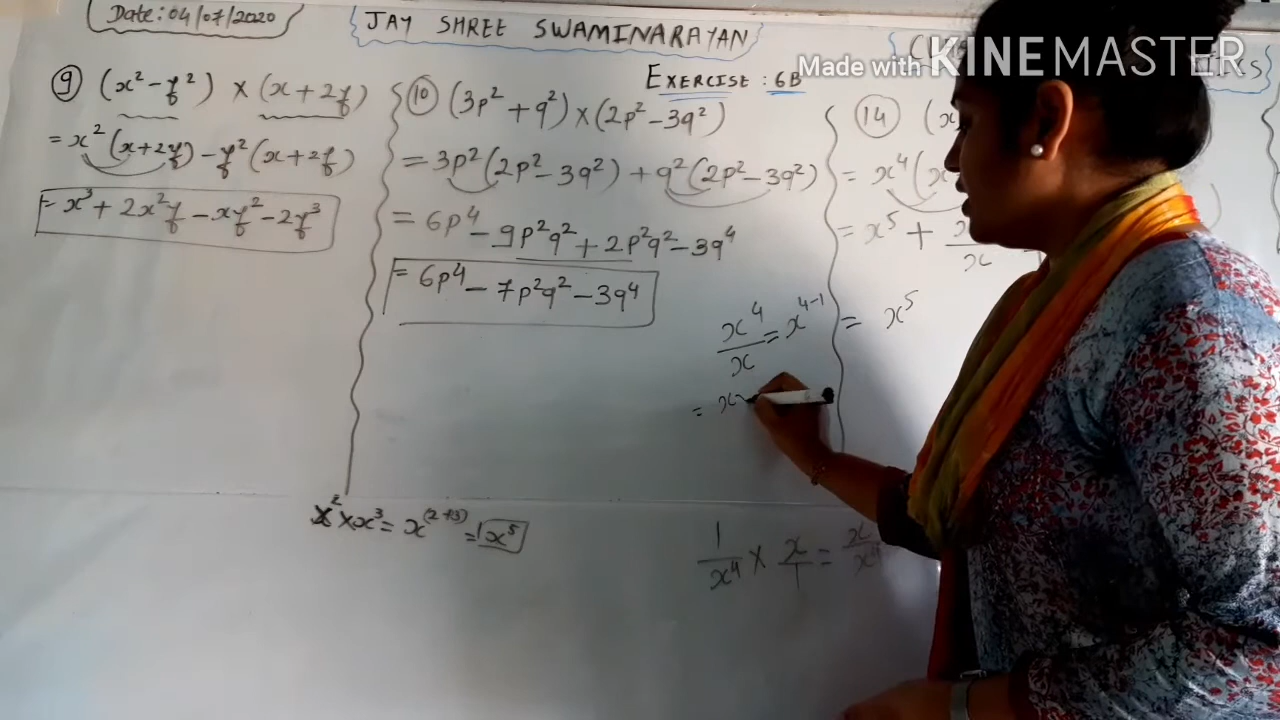 Date: 04/07/2020
JAY SHREE SWAMINARAYAN
Made with KINEMASTER
EXERCISE : 6B
⑨ (x² - y²) × (x + 2y)
= x² (x + 2y) - y² (x + 2y)
= x³ + 2x²y - xy² - 2y³
⑩ (3p² + q²) × (2p² - 3q²)
= 3p² (2p² - 3q²) + q² (2p² - 3q²)
= 6p⁴ - 9p²q² + 2p²q² - 3q⁴
= 6p⁴ - 7p²q² - 3q⁴
⑭ (x
= x⁴ (x
= x⁵ +
x⁴/x = x⁴⁻¹ = x⁵
= x
x² × x³ = x⁽²⁺³⁾ = x⁵
1/x⁴ × x/1 = x/x⁴